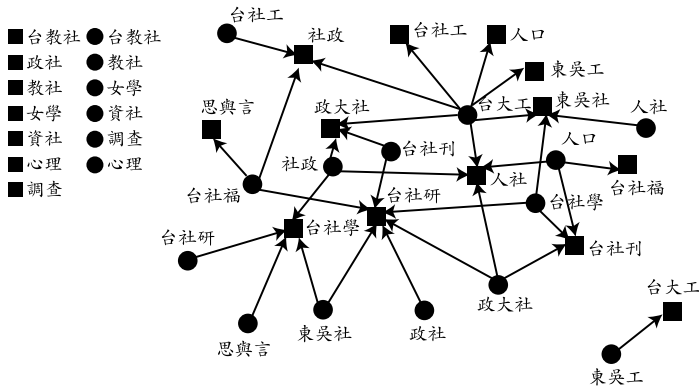 台教社 台教社
政社 教社
教社 女學
女學 資社
資社 調查
心理 心理
調查
台社工
社政
台社工
人口
東吳工
思與言
政大社
台大工
東吳社
人社
台社刊
人口
社政
人社
台社福
台社福
台社研
台社學
台社研
台社學
台社刊
政大社
台大工
思與言
東吳社
政社
東吳工